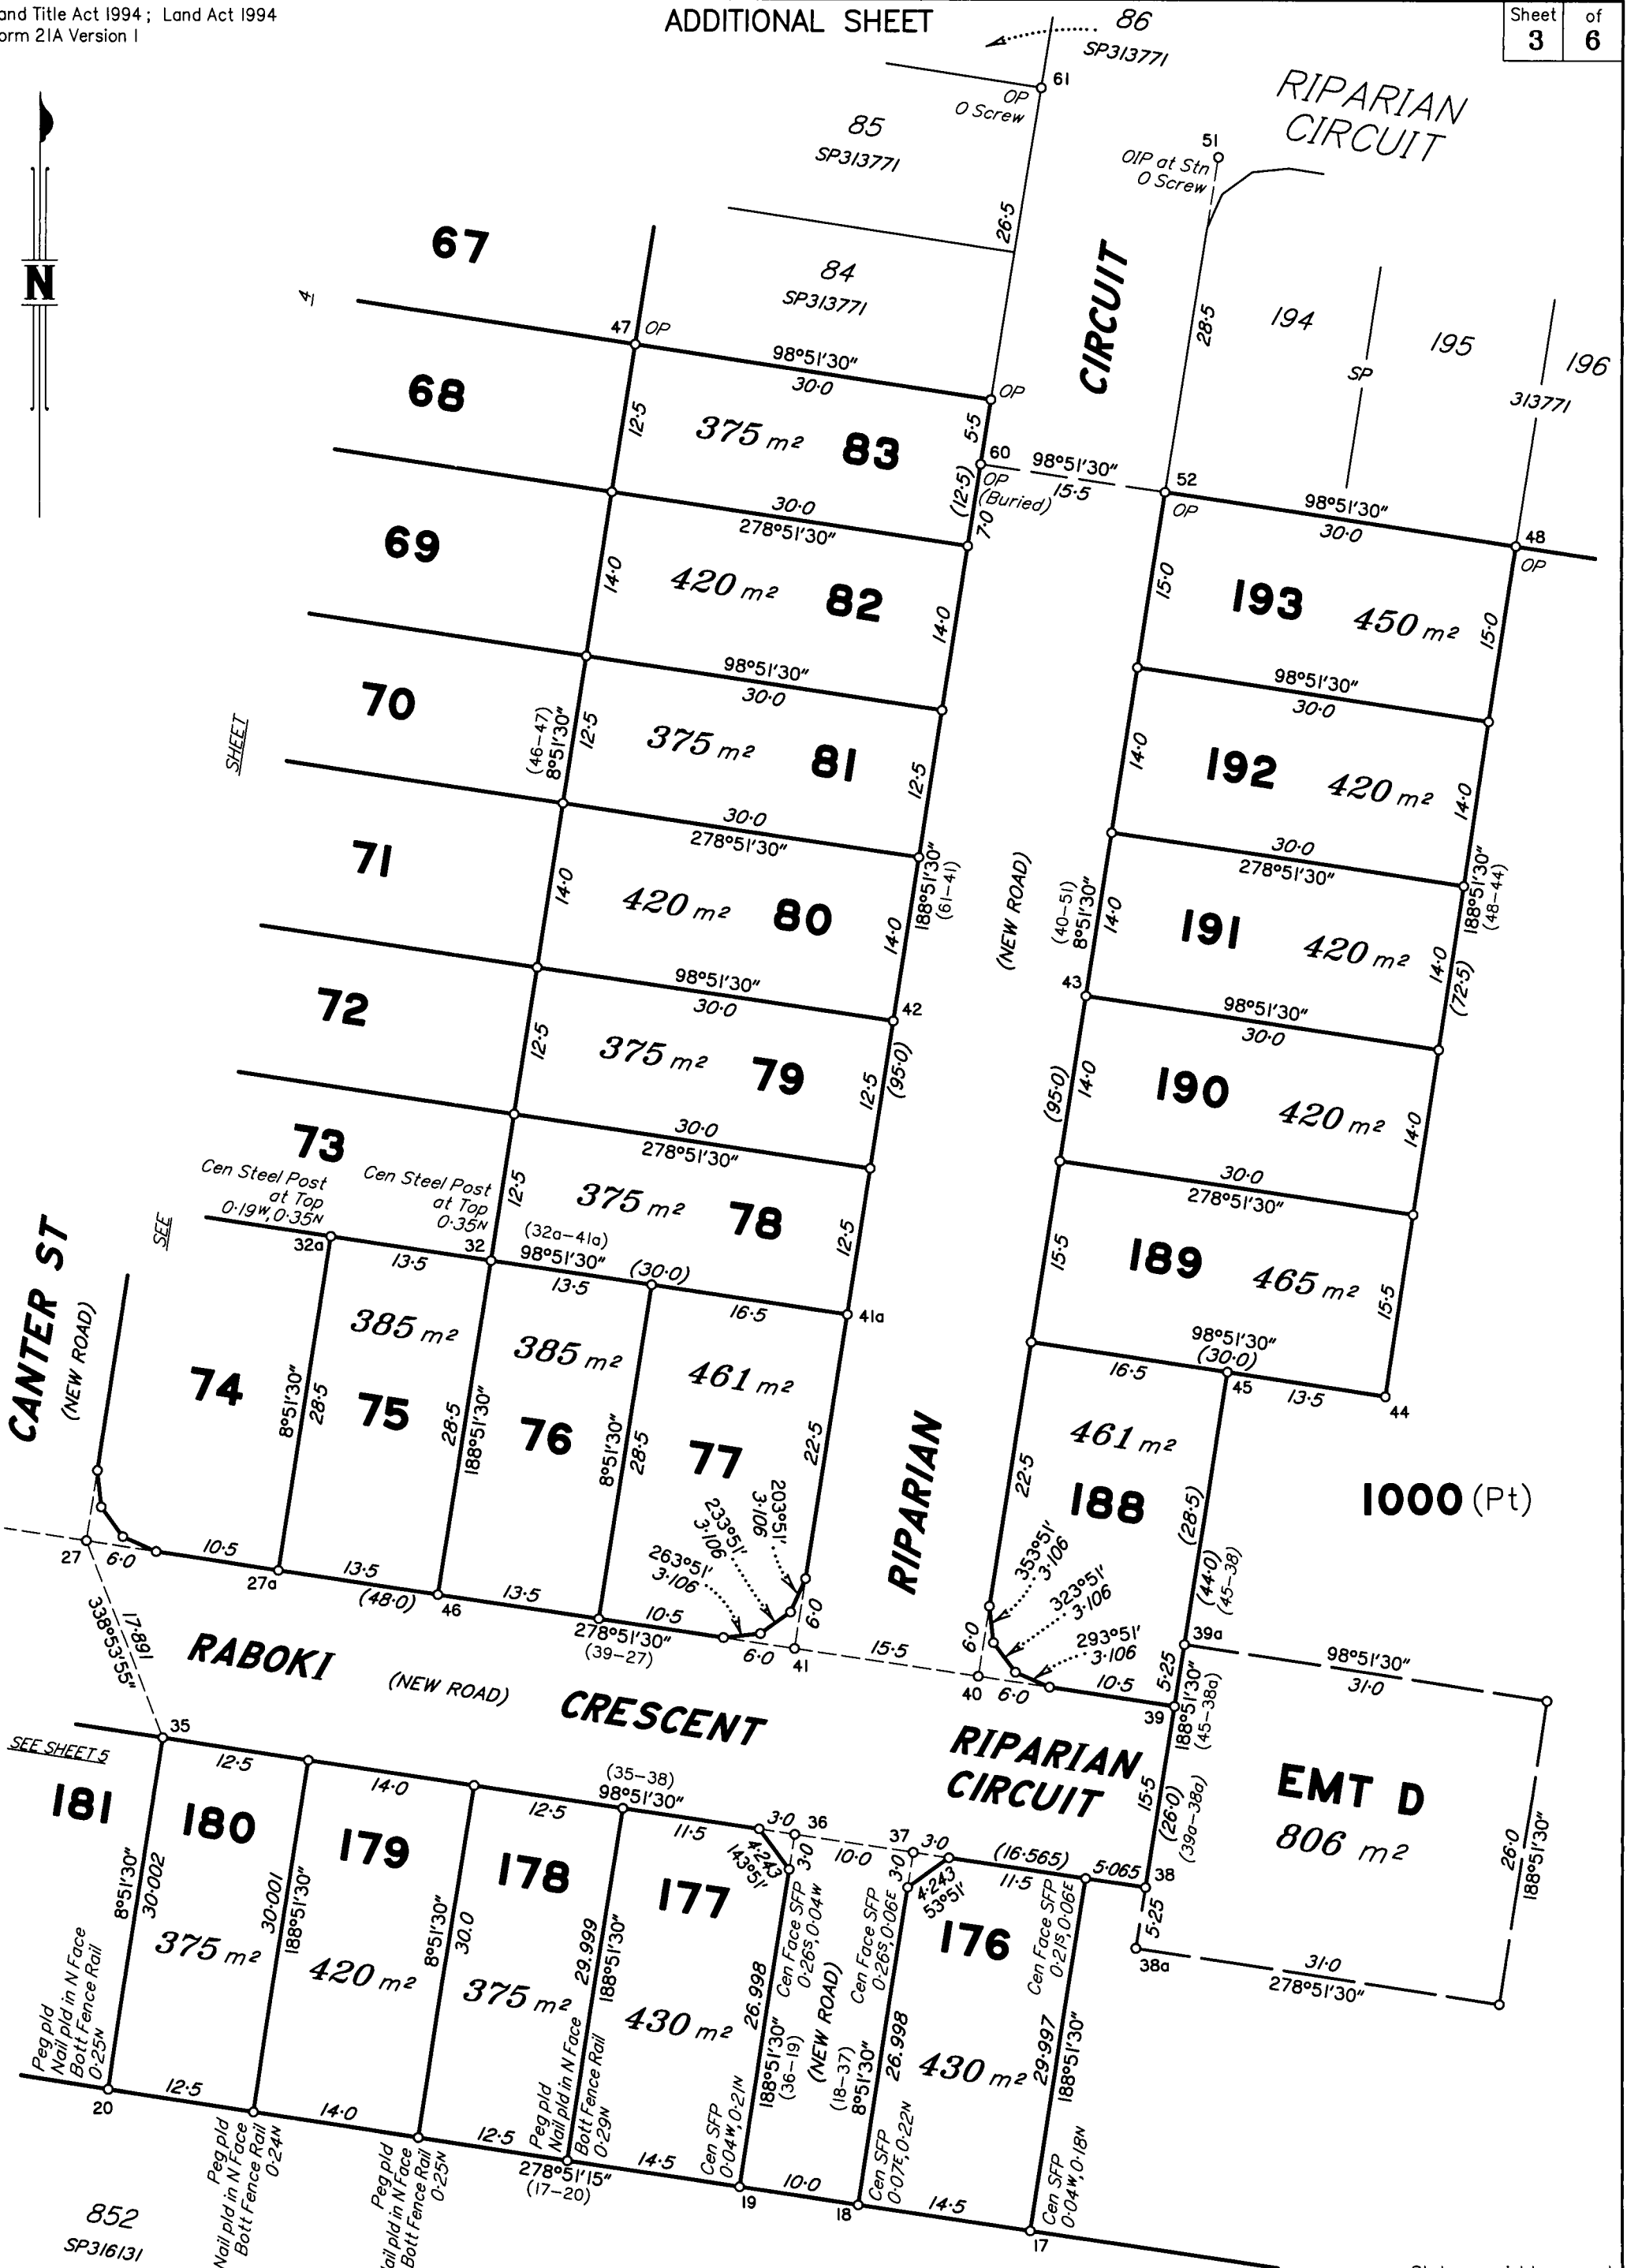 and Title Act 1994; Land Act 1994
orm 21A Version 1
ADDITIONAL SHEET
Sheet of
3 6
86
SP313771
RIPARIAN
CIRCUIT
61
OP
O Screw
85
SP313771
51
OIP at Stn
O Screw
26·5
N
67
84
SP313771
CIRCUIT
28·5
194
195
196
SP
313771
47 OP
98°51'30"
30·0
OP
68
12·5
375 m² 83
5·5
60 98°51'30"
15·5
OP
(Buried)
(12·5)
7·0
52
OP
98°51'30"
30·0
48
OP
30·0
278°51'30"
69
14·0
420 m² 82
14·0
15·0
193
450 m²
15·0
98°51'30"
30·0
98°51'30"
30·0
70
SHEET
(46-47)
8°51'30"
12·5
375 m² 81
12·5
14·0
192
420 m²
14·0
30·0
278°51'30"
30·0
278°51'30"
71
14·0
420 m² 80
14·0
188°51'30"
(61-41)
(NEW ROAD)
(40-51)
8°51'30"
14·0
191
420 m²
14·0
188°51'30"
(48-44)
(72·5)
98°51'30"
30·0
42
43
98°51'30"
30·0
72
12·5
375 m² 79
12·5
(95·0)
(95·0)
14·0
190
420 m²
14·0
30·0
278°51'30"
30·0
278°51'30"
73
Cen Steel Post
at Top
0·19W, 0·35N
Cen Steel Post
at Top
0·35N
12·5
375 m² 78
12·5
15·5
189
465 m²
15·5
CANTER ST
(NEW ROAD)
SEE
32a
13·5
32
(32a-41a)
98°51'30"
13·5
(30·0)
16·5
41a
98°51'30"
(30·0)
16·5
45
13·5
44
74
8°51'30"
28·5
385 m²
75
28·5
188°51'30"
385 m²
76
8°51'30"
28·5
461 m²
77
22·5
203°51'
3·106
233°51'
3·106
263°51'
3·106
RIPARIAN
22·5
461 m²
188
353°51'
3·106
323°51'
3·106
293°51'
3·106
(28·5)
(44·0)
(45-38)
1000 (Pt)
27
6·0
10·5
27a
13·5
(48·0)
46
13·5
10·5
278°51'30"
(39-27)
6·0
6·0
41
15·5
6·0
40
6·0
10·5
39
39a
5·25
188°51'30"
(45-38a)
98°51'30"
31·0
17·891
338°53'55"
RABOKI
(NEW ROAD)
CRESCENT
RIPARIAN
CIRCUIT
15·5
(26·0)
(39a-38a)
EMT D
806 m²
26·0
188°51'30"
SEE SHEET 5
35
12·5
14·0
12·5
(35-38)
98°51'30"
11·5
3·0
36
3·0
4·243
143°51'
10·0
37
3·0
3·0
4·243
53°51'
(16·565)
11·5
5·065
38
5·25
38a
31·0
278°51'30"
181
180
179
178
177
176
8°51'30"
30·002
375 m²
30·001
188°51'30"
420 m²
8°51'30"
30·0
375 m²
29·999
188°51'30"
430 m²
26·998
188°51'30"
(36-19)
Cen Face SFP
0·26S, 0·04W
(NEW ROAD)
Cen Face SFP
0·26S, 0·06E
(18-37)
8°51'30"
26·998
430 m²
Cen Face SFP
0·21S, 0·06E
29·997
188°51'30"
Peg pld
Nail pld in N Face
Bott Fence Rail
0·25N
20
12·5
Peg pld
Nail pld in N Face
Bott Fence Rail
0·24N
14·0
Peg pld
ail pld in N Face
Bott Fence Rail
0·25N
12·5
Peg pld
Nail pld in N Face
Bott Fence Rail
0·29N
278°51'15"
(17-20)
14·5
Cen SFP
0·04W, 0·21N
19
10·0
18
Cen SFP
0·07E, 0·22N
14·5
17
Cen SFP
0·04W, 0·18N
852
SP316131